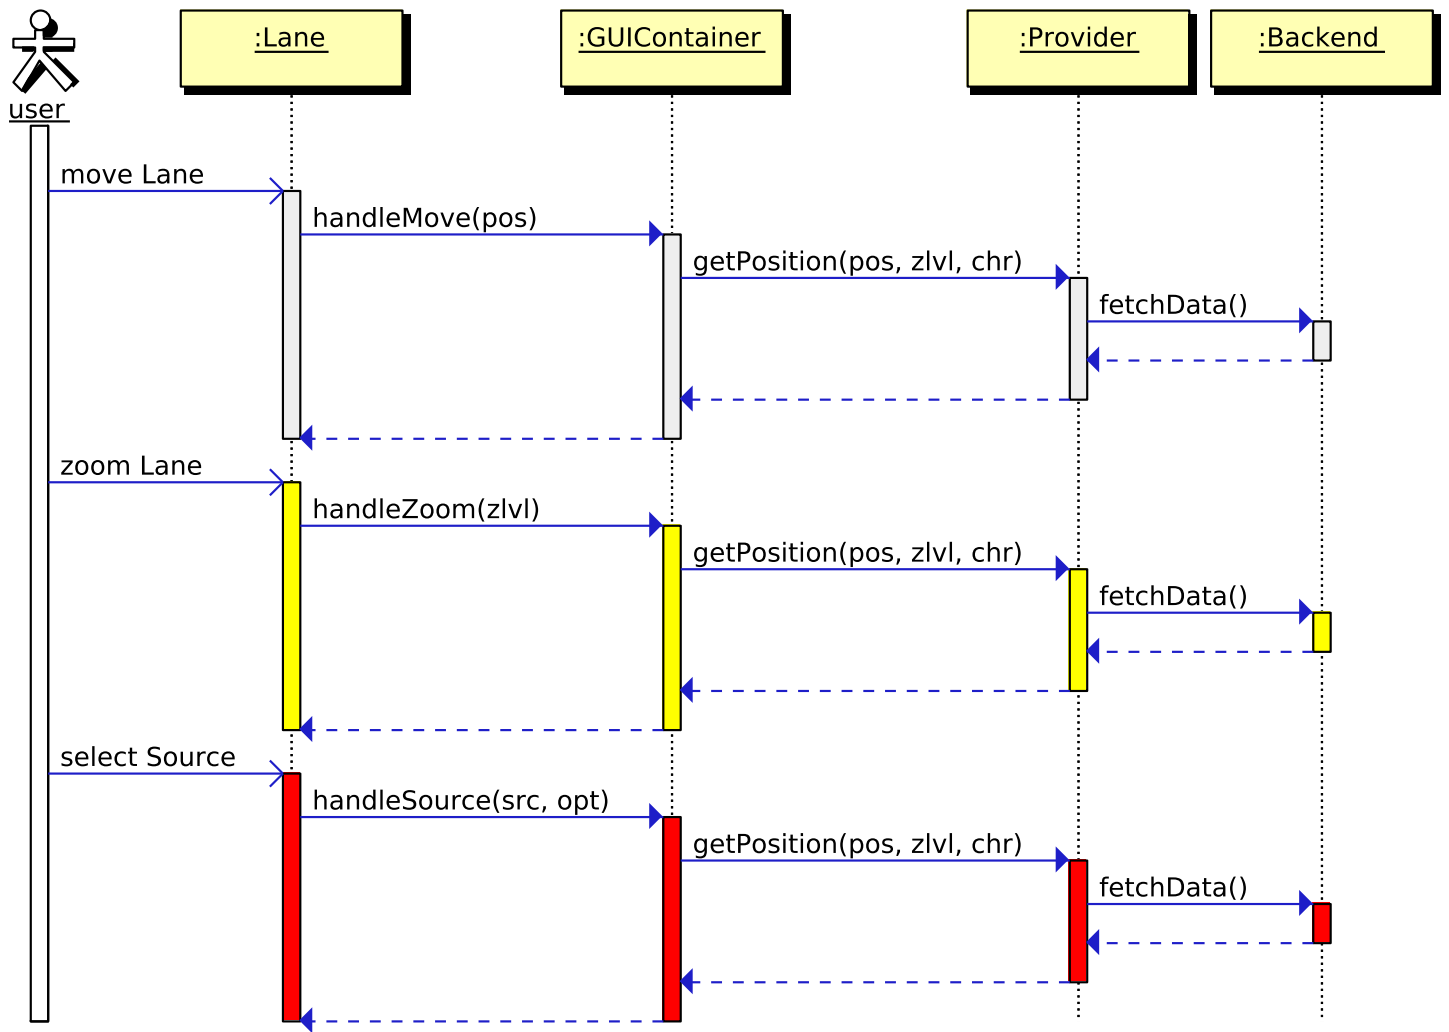 :Lane
:GUIContainer
:Provider
:Backend
user
move Lane
handleMove(pos)
getPosition(pos, zlvl, chr)
fetchData()
zoom Lane
handleZoom(zlvl)
getPosition(pos, zlvl, chr)
fetchData()
select Source
handleSource(src, opt)
getPosition(pos, zlvl, chr)
fetchData()